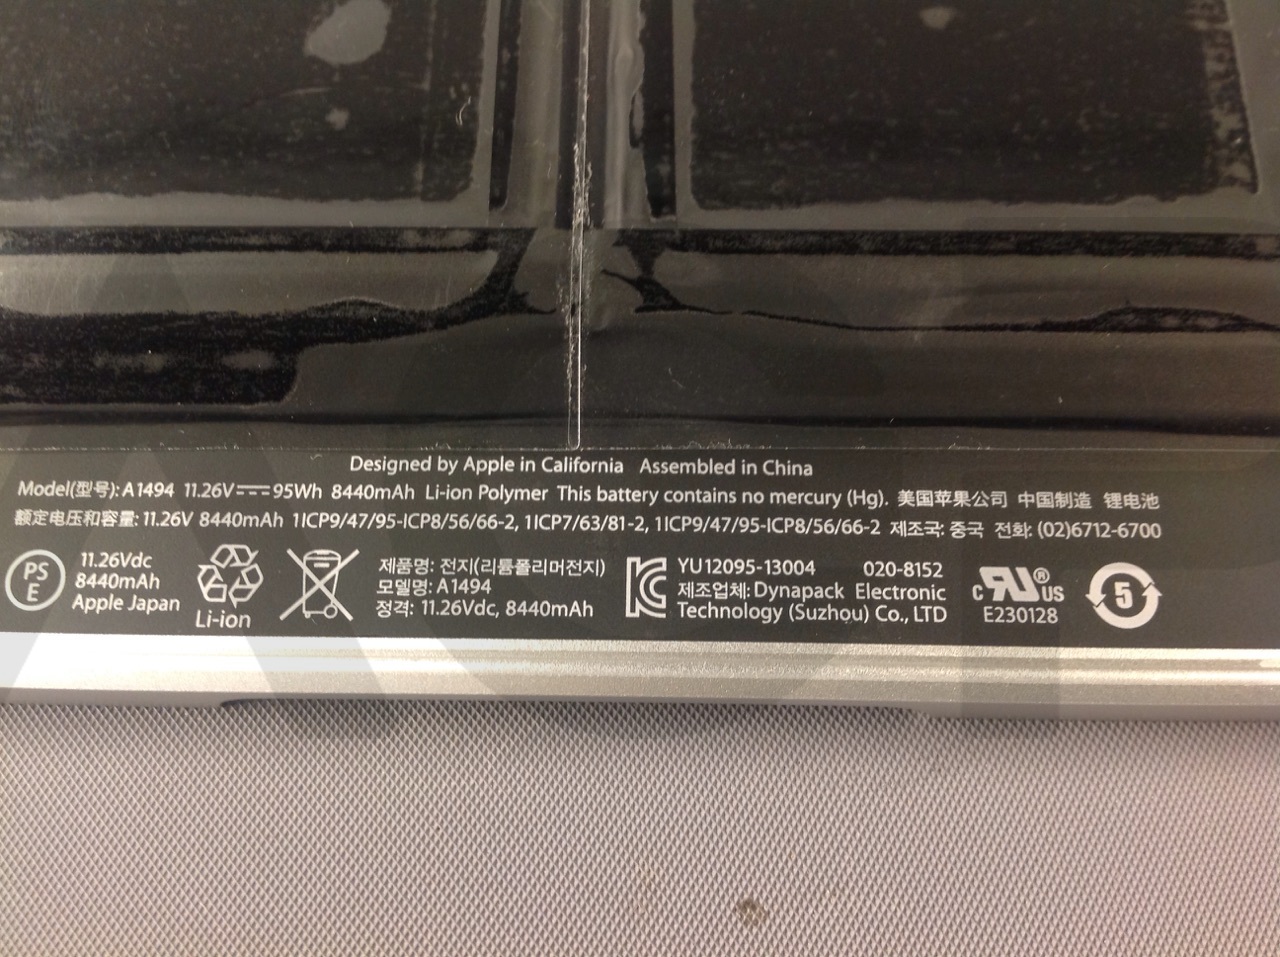 Designed by Apple in California Assembled in China
Model(型号): A1494 11.26V⎓95Wh 8440mAh Li-ion Polymer This battery contains no mercury (Hg). 美国苹果公司 中国制造 锂电池
额定电压和容量: 11.26V 8440mAh 1ICP9/47/95-ICP8/56/66-2, 1ICP7/63/81-2, 1ICP9/47/95-ICP8/56/66-2 제조국: 중국 전화: (02)6712-6700
PS
E
11.26Vdc
8440mAh
Apple Japan
Li-ion
제품명: 전지(리튬폴리머전지)
모델명: A1494
정격: 11.26Vdc, 8440mAh
YU12095-13004 020-8152
제조업체: Dynapack Electronic
Technology (Suzhou) Co., LTD
c RU® US
E230128
5